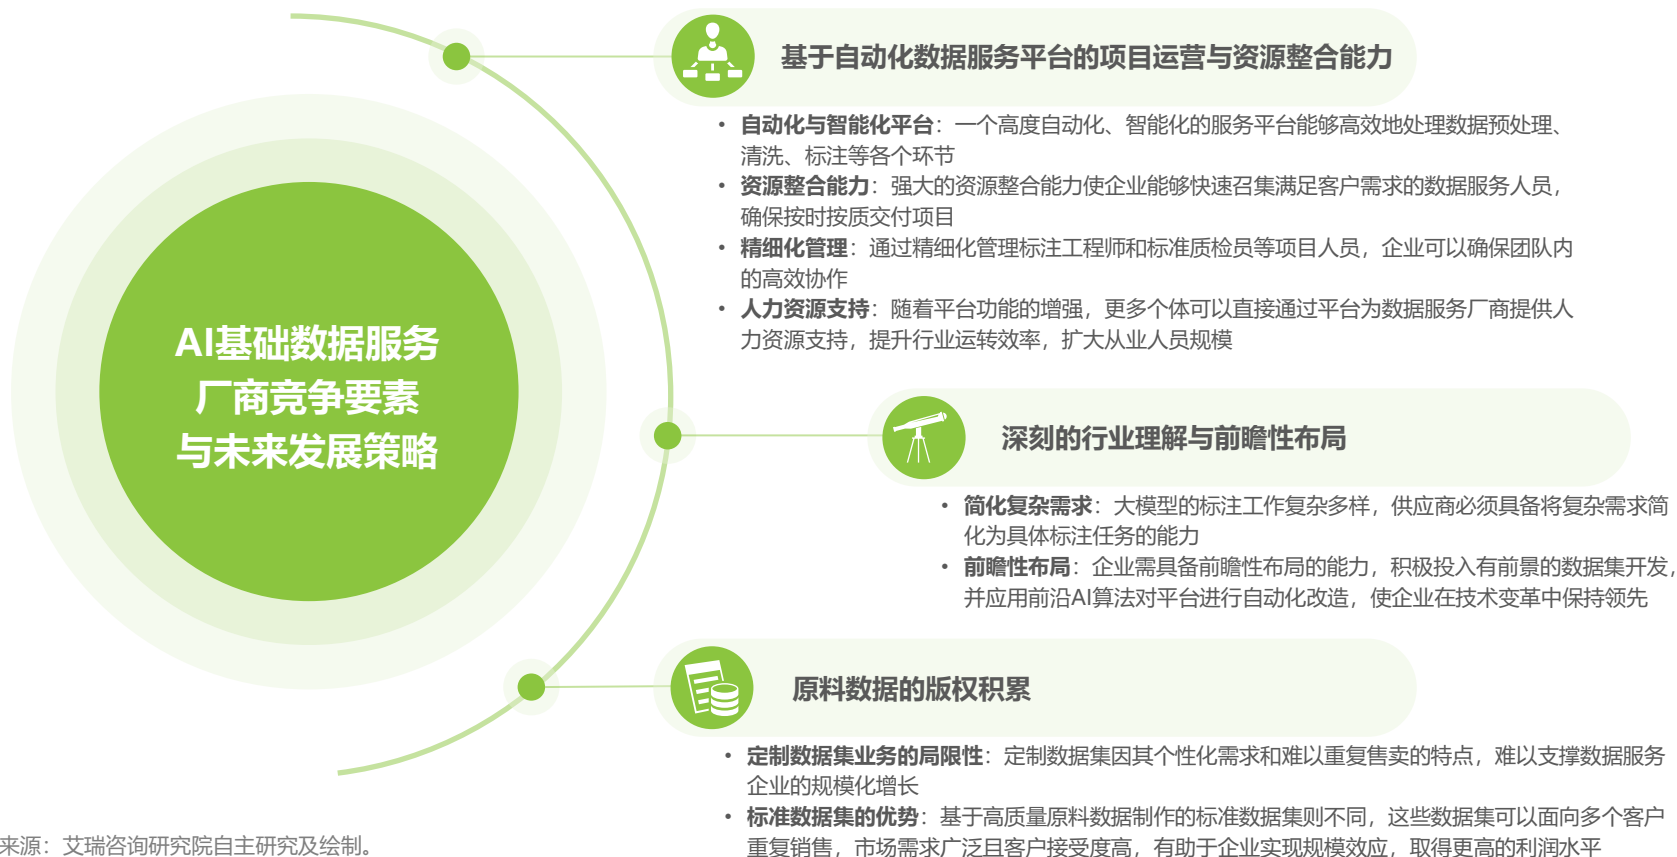 AI基础数据服务
厂商竞争要素
与未来发展策略
基于自动化数据服务平台的项目运营与资源整合能力
• 自动化与智能化平台：一个高度自动化、智能化的服务平台能够高效地处理数据预处理、
清洗、标注等各个环节
• 资源整合能力：强大的资源整合能力使企业能够快速召集满足客户需求的数据服务人员，
确保按时按质交付项目
• 精细化管理：通过精细化管理标注工程师和标准质检员等项目人员，企业可以确保团队内
的高效协作
• 人力资源支持：随着平台功能的增强，更多个体可以直接通过平台为数据服务厂商提供人
力资源支持，提升行业运转效率，扩大从业人员规模
深刻的行业理解与前瞻性布局
• 简化复杂需求：大模型的标注工作复杂多样，供应商必须具备将复杂需求简
化为具体标注任务的能力
• 前瞻性布局：企业需具备前瞻性布局的能力，积极投入有前景的数据集开发，
并应用前沿AI算法对平台进行自动化改造，使企业在技术变革中保持领先
原料数据的版权积累
• 定制数据集业务的局限性：定制数据集因其个性化需求和难以重复售卖的特点，难以支撑数据服务
企业的规模化增长
• 标准数据集的优势：基于高质量原料数据制作的标准数据集则不同，这些数据集可以面向多个客户
重复销售，市场需求广泛且客户接受度高，有助于企业实现规模效应，取得更高的利润水平
来源：艾瑞咨询研究院自主研究及绘制。